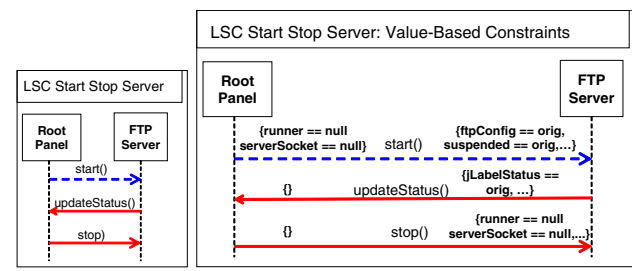 LSC Start Stop Server
Root
Panel
FTP
Server
start()
updateStatus()
stop)
LSC Start Stop Server: Value-Based Constraints
Root
Panel
FTP
Server
{runner == null
serverSocket == null}
start()
{ftpConfig == orig,
suspended == orig,...}
{}
updateStatus()
{jLabelStatus ==
orig, ...}
{}
stop()
{runner == null
serverSocket == null,...}